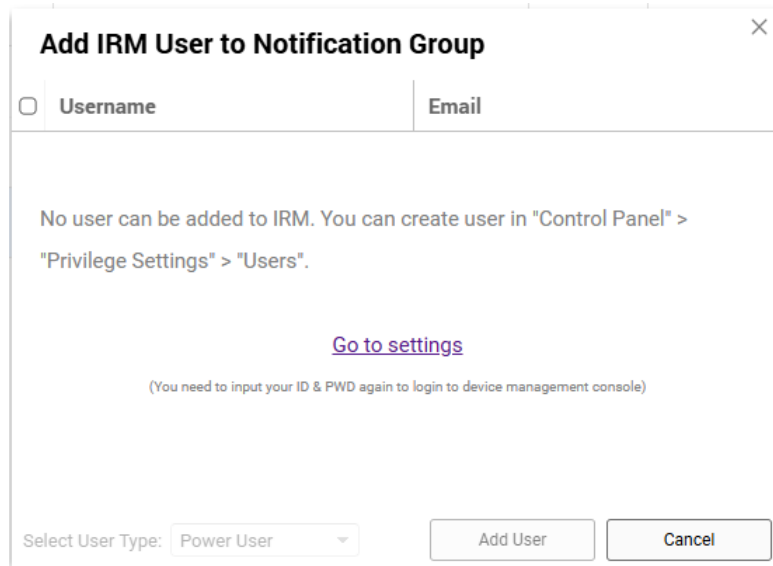 Add IRM User to Notification Group
Username Email
No user can be added to IRM. You can create user in "Control Panel" >
"Privilege Settings" > "Users".
Go to settings
(You need to input your ID & PWD again to login to device management console)
Select User Type: Power User Add User Cancel